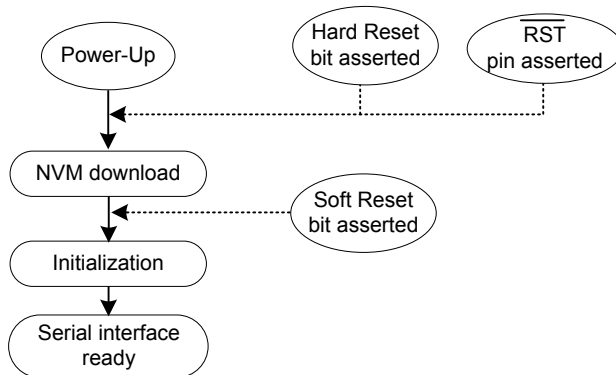 Power-Up
Hard Reset
bit asserted
RST
pin asserted
NVM download
Soft Reset
bit asserted
Initialization
Serial interface
ready